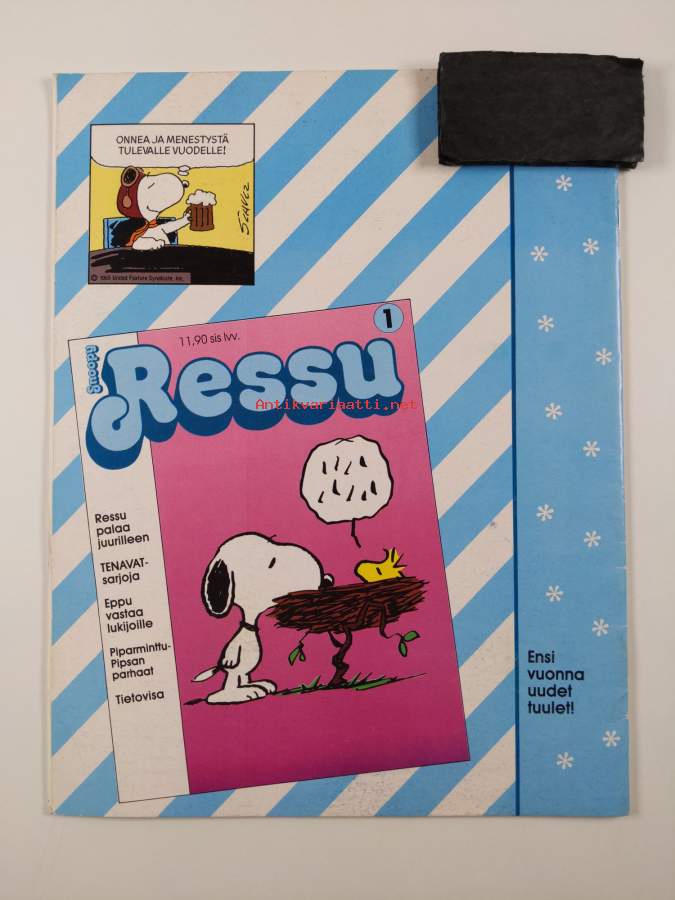 ONNEA JA MENESTYSTÄ
TULEVALLE VUODELLE!
SCHULZ
© 1965 United Feature Syndicate, Inc.
1
11,90 sis lvv.
Snoopy
Ressu
Antikvariaatti.net
Ressu
palaa
juurilleen
TENAVAT-
sarjoja
Eppu
vastaa
lukijoille
Piparminttu-
Pipsan
parhaat
Tietovisa
Ensi
vuonna
uudet
tuulet!